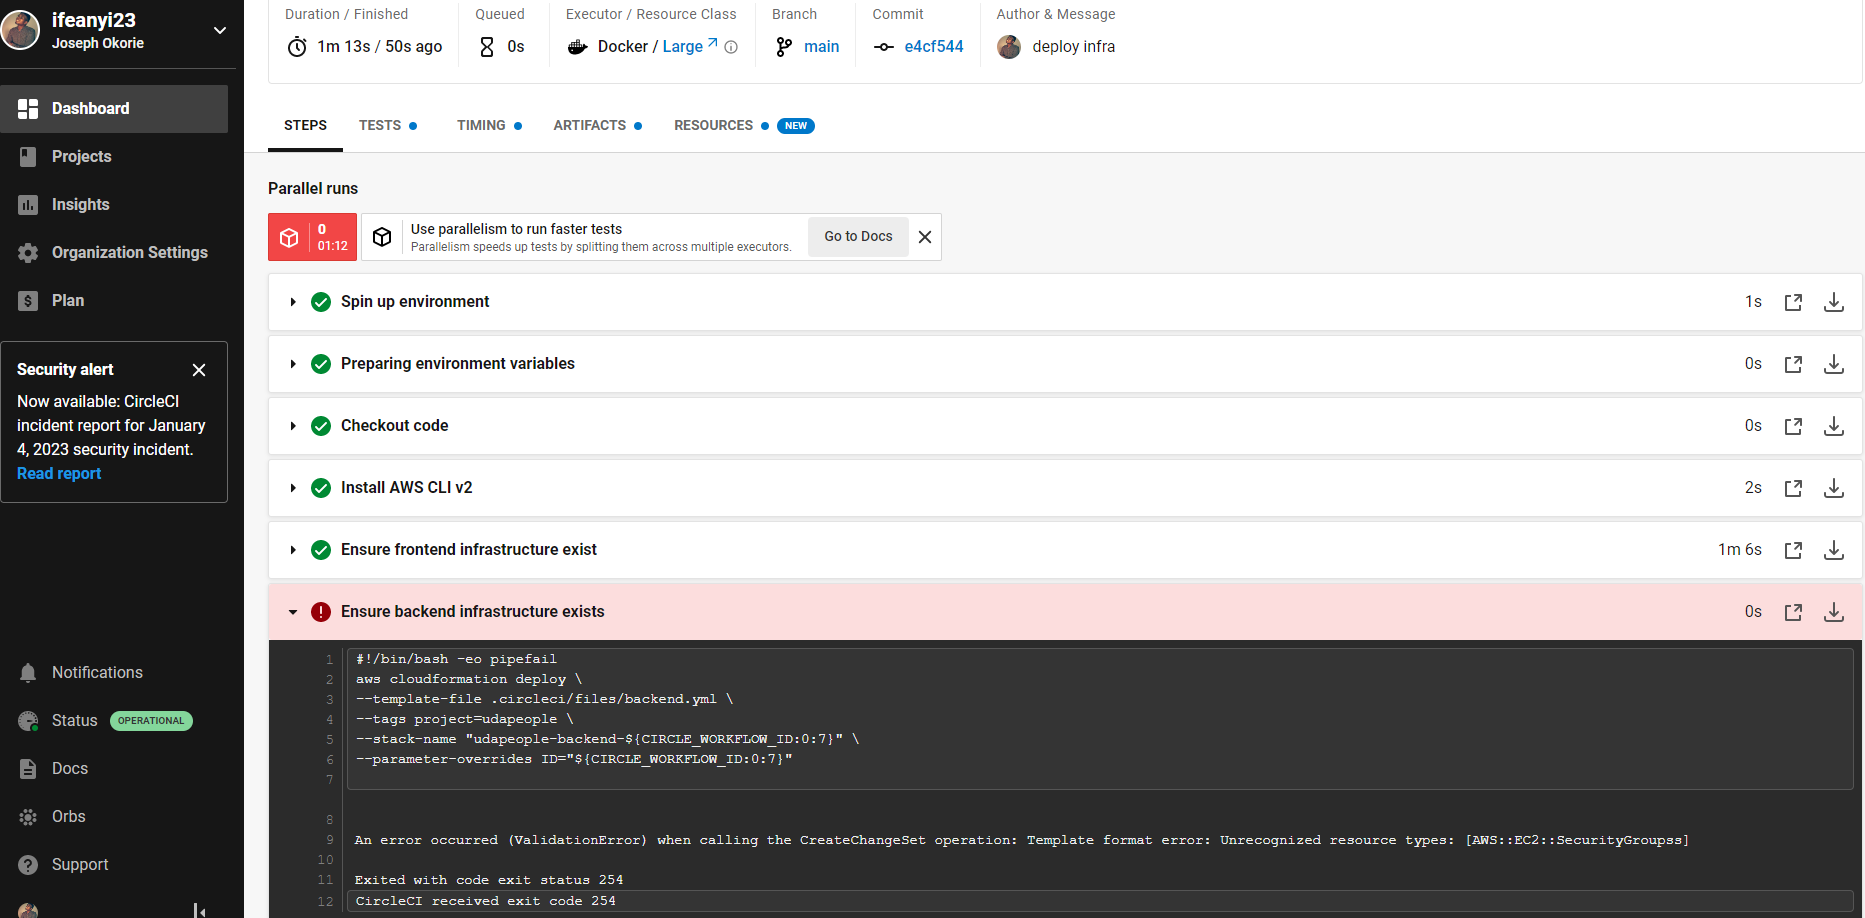 ifeanyi23
Joseph Okorie
Dashboard
Projects
Insights
Organization Settings
Plan
Security alert
Now available: CircleCI
incident report for January
4, 2023 security incident.
Read report
Notifications
Status OPERATIONAL
Docs
Orbs
Support
Duration / Finished
1m 13s / 50s ago
Queued
0s
Executor / Resource Class
Docker / Large
Branch
main
Commit
e4cf544
Author & Message
deploy infra
STEPS TESTS TIMING ARTIFACTS RESOURCES NEW
Parallel runs
0
01:12
Use parallelism to run faster tests
Parallelism speeds up tests by splitting them across multiple executors.
Go to Docs
Spin up environment 1s
Preparing environment variables 0s
Checkout code 0s
Install AWS CLI v2 2s
Ensure frontend infrastructure exist 1m 6s
Ensure backend infrastructure exists 0s
1 #!/bin/bash -eo pipefail
2 aws cloudformation deploy \
3 --template-file .circleci/files/backend.yml \
4 --tags project=udapeople \
5 --stack-name "udapeople-backend-${CIRCLE_WORKFLOW_ID:0:7}" \
6 --parameter-overrides ID="${CIRCLE_WORKFLOW_ID:0:7}"
7
8
9 An error occurred (ValidationError) when calling the CreateChangeSet operation: Template format error: Unrecognized resource types: [AWS::EC2::SecurityGroupss]
10
11 Exited with code exit status 254
12 CircleCI received exit code 254